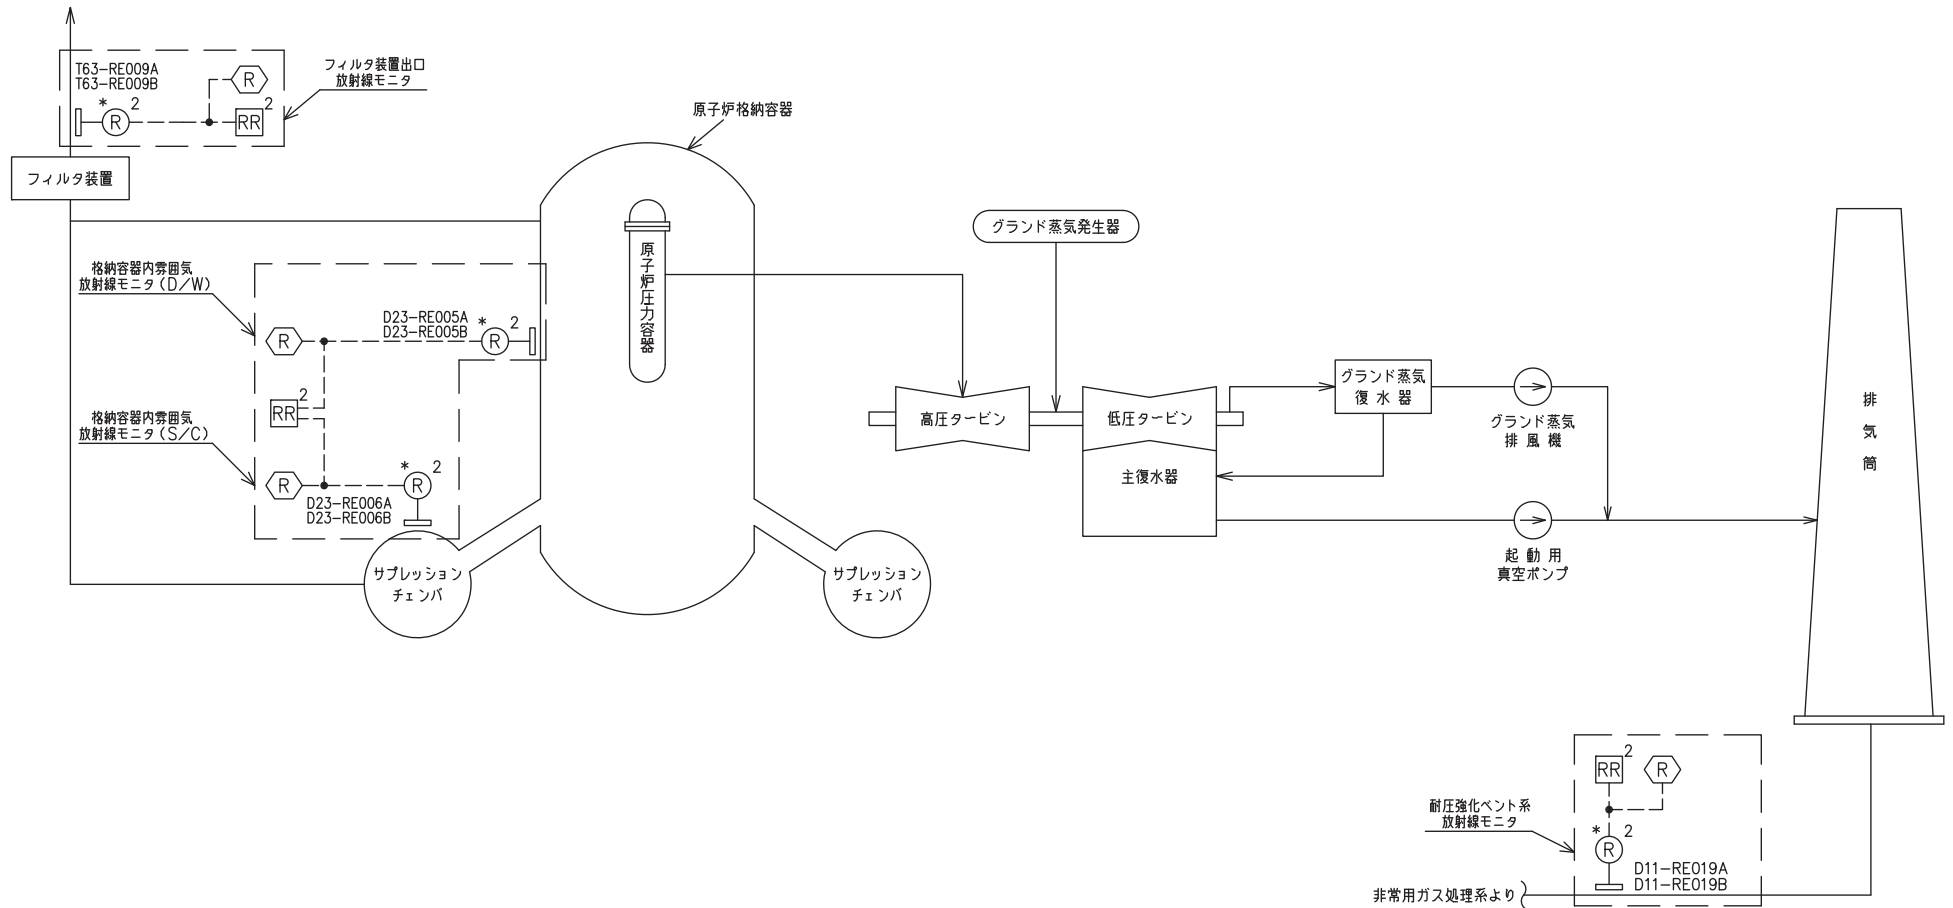 T63-RE009A
T63-RE009B
*
2
R
R
RR
2
フィルタ装置出口
放射線モニタ
フィルタ装置
原子炉格納容器
原子炉圧力容器
格納容器内雰囲気
放射線モニタ(D/W)
R
D23-RE005A
D23-RE005B
*
2
R
RR
2
格納容器内雰囲気
放射線モニタ(S/C)
R
*
2
R
D23-RE006A
D23-RE006B
サプレッション
チェンバ
サプレッション
チェンバ
グランド蒸気発生器
高圧タービン
低圧タービン
主復水器
グランド蒸気
復水器
グランド蒸気
排風機
起動用
真空ポンプ
排気筒
RR
2
R
耐圧強化ベント系
放射線モニタ
*
2
R
D11-RE019A
D11-RE019B
非常用ガス処理系より